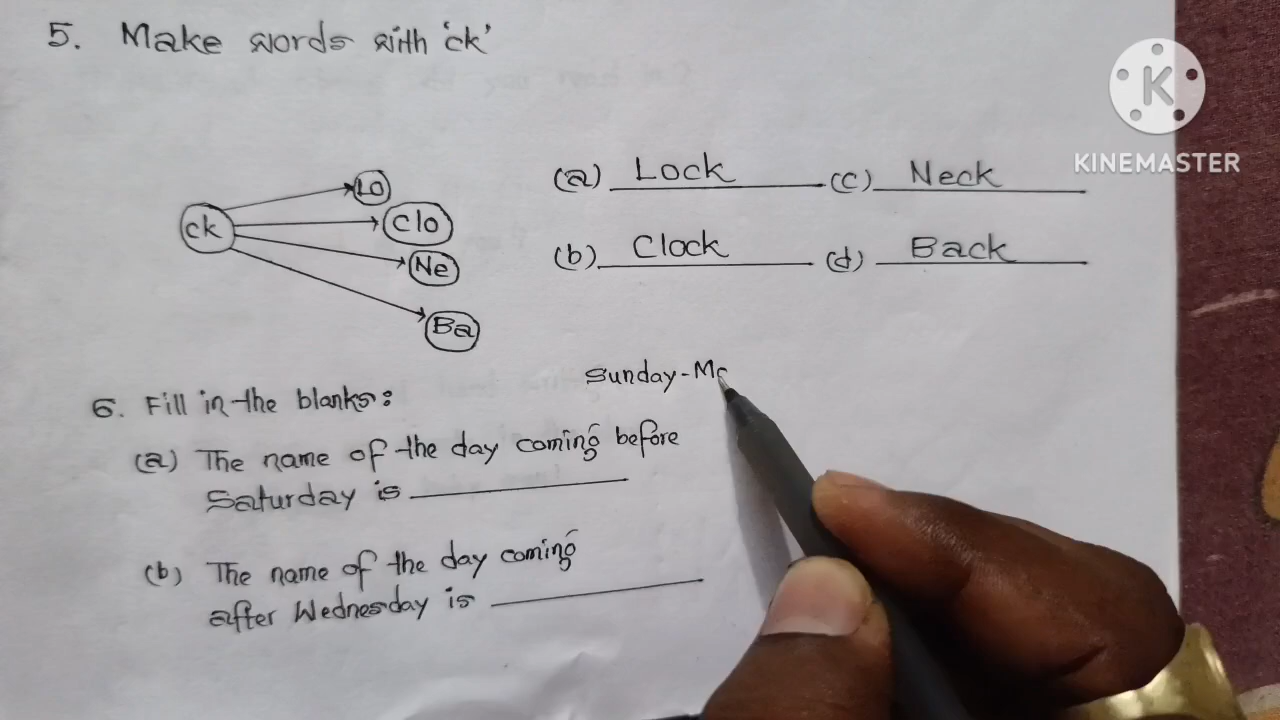 5. Make words with 'ck'
K
KINEMASTER
ck
Lo
Clo
Ne
Ba
(a) Lock (c) Neck
(b) Clock (d) Back
Sunday-Mo
6. Fill in the blanks:
(a) The name of the day coming before
Saturday is
(b) The name of the day coming
after Wednesday is